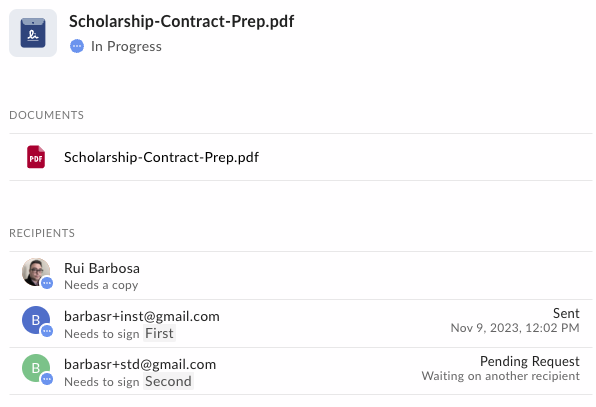 Scholarship-Contract-Prep.pdf
In Progress
DOCUMENTS
PDF
Scholarship-Contract-Prep.pdf
RECIPIENTS
Rui Barbosa
Needs a copy
B
barbasr+inst@gmail.com
Needs to sign First
Sent
Nov 9, 2023, 12:02 PM
B
barbasr+std@gmail.com
Needs to sign Second
Pending Request
Waiting on another recipient